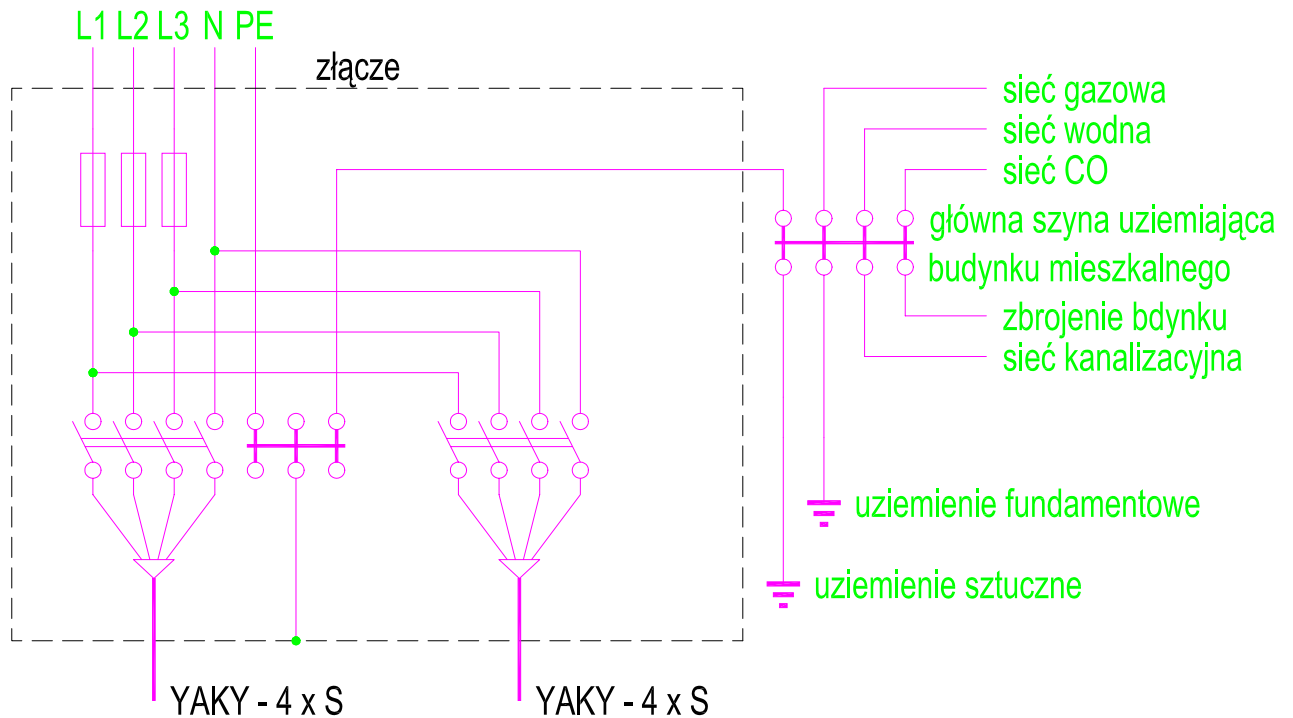 L1 L2 L3 N PE
złącze
sieć gazowa
sieć wodna
sieć CO
główna szyna uziemiająca
budynku mieszkalnego
zbrojenie bdynku
sieć kanalizacyjna
uziemienie fundamentowe
uziemienie sztuczne
YAKY - 4 x S
YAKY - 4 x S